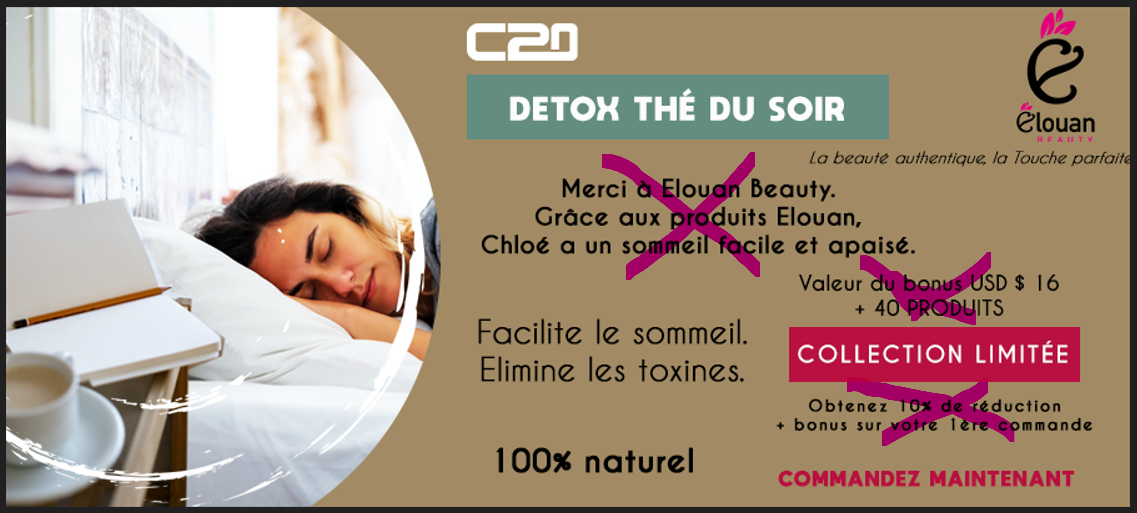 C20
DETOX THÉ DU SOIR
élouan
BEAUTY
La beauté authentique, la Touche parfaite
Merci à Elouan Beauty.
Grâce aux produits Elouan,
Chloé a un sommeil facile et apaisé.
Valeur du bonus USD $ 16
+ 40 PRODUITS
Facilite le sommeil.
Elimine les toxines.
COLLECTION LIMITÉE
Obtenez 10% de réduction
+ bonus sur votre 1ère commande
100% naturel
COMMANDEZ MAINTENANT